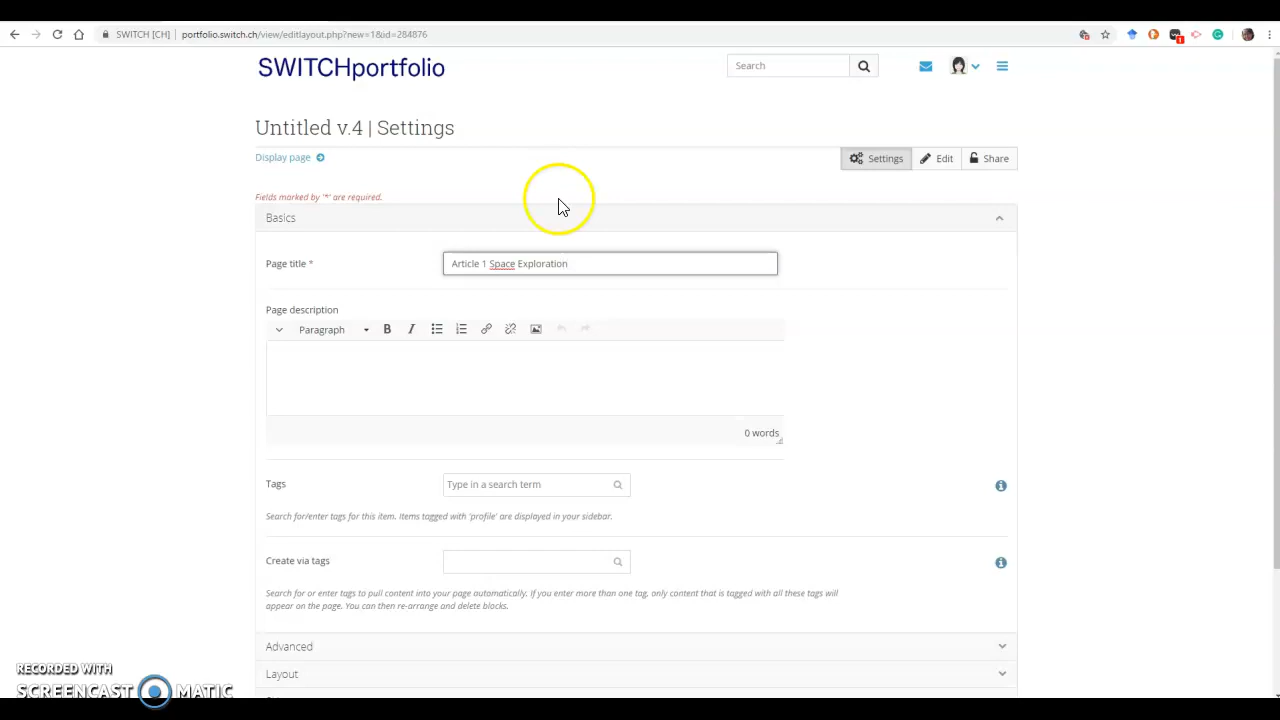 SWITCH [CH] portfolio.switch.ch/view/editlayout.php?new=1&id=284876
1
SWITCHportfolio
Search
Untitled v.4 | Settings
Display page
Settings Edit Share
Fields marked by '*' are required.
Basics
Page title * Article 1 Space Exploration
Page description
Paragraph B I
0 words
Tags Type in a search term
Search for/enter tags for this item. Items tagged with 'profile' are displayed in your sidebar.
Create via tags
Search for or enter tags to pull content into your page automatically. If you enter more than one tag, only content that is tagged with all these tags will
appear on the page. You can then re-arrange and delete blocks.
Advanced
Layout
RECORDED WITH
SCREENCAST MATIC